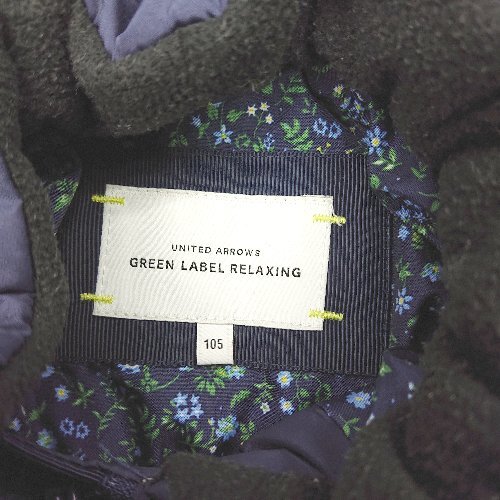 UNITED ARROWS
GREEN LABEL RELAXING
105